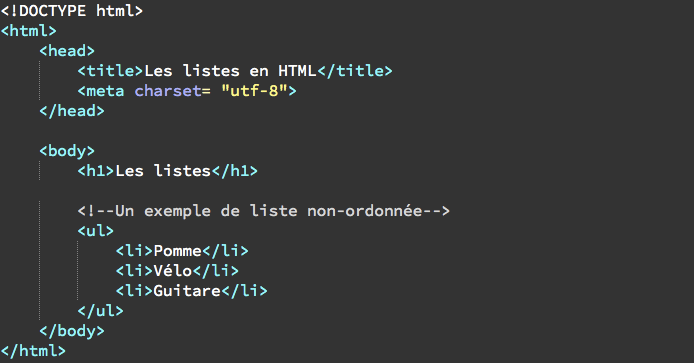 <!DOCTYPE html>
<html>
    <head>
        <title>Les listes en HTML</title>
        <meta charset= "utf-8">
    </head>

    <body>
        <h1>Les listes</h1>

        <!--Un exemple de liste non-ordonnée-->
        <ul>
            <li>Pomme</li>
            <li>Vélo</li>
            <li>Guitare</li>
        </ul>
    </body>
</html>